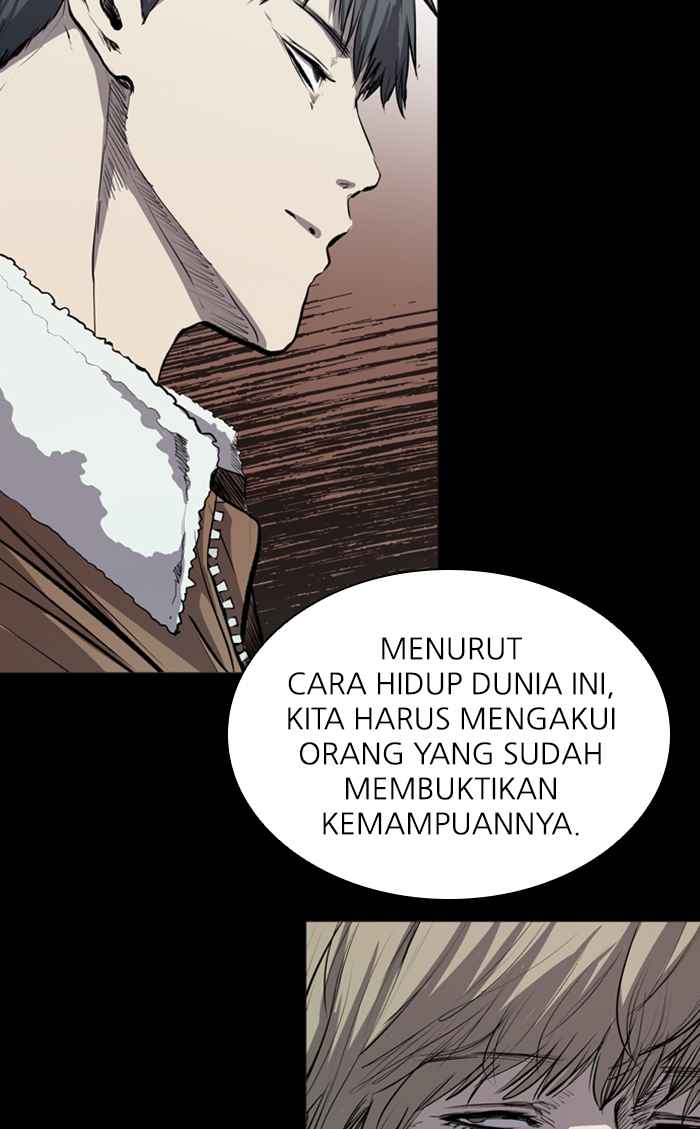 MENURUT
CARA HIDUP DUNIA INI,
KITA HARUS MENGAKUI
ORANG YANG SUDAH
MEMBUKTIKAN
KEMAMPUANNYA.